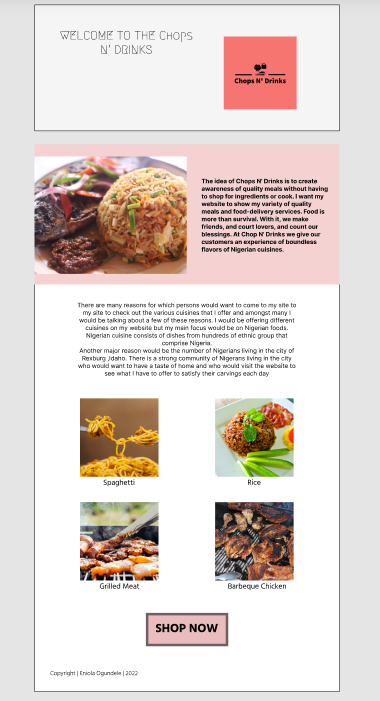 WELCOME TO THE Chops
N' DRINKS
Chops N' Drinks
The idea of Chops N' Drinks is to create
awareness of quality meals without having
to shop for ingredients or cook. I want my
website to show my variety of quality
meals and food-delivery services. Food is
more than survival. With it, we make
friends, and court lovers, and count our
blessings. At Chop N' Drinks we give our
customers an experience of boundless
flavors of Nigerian cuisines.
There are many reasons for which persons would want to come to my site to
my site to check out the various cuisines that I offer and amongst many I
would be talking about a few of these reasons. I would be offering different
cuisines on my website but my main focus would be on Nigerian foods.
Nigerian cuisine consists of dishes from hundreds of ethnic group that
comprise Nigeria.
Another major reason would be the number of Nigerians living in the city of
Rexburg ,Idaho. There is a strong community of Nigerans living in the city
who would want to have a taste of home and who would visit the website to
see what I have to offer to satisfy their carvings each day
Spaghetti
Rice
Grilled Meat
Barbeque Chicken
SHOP NOW
Copyright | Eniola Ogundele | 2022